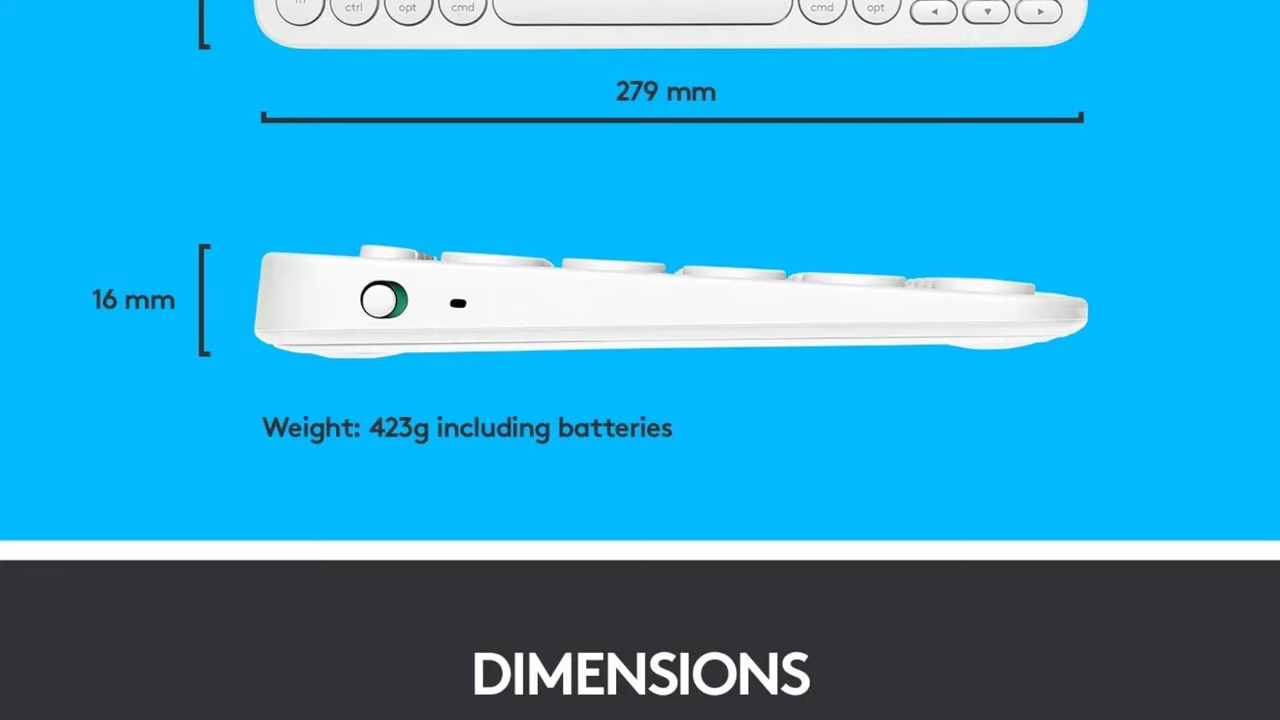 ctrl opt cmd cmd opt
279 mm
16 mm
Weight: 423g including batteries
DIMENSIONS